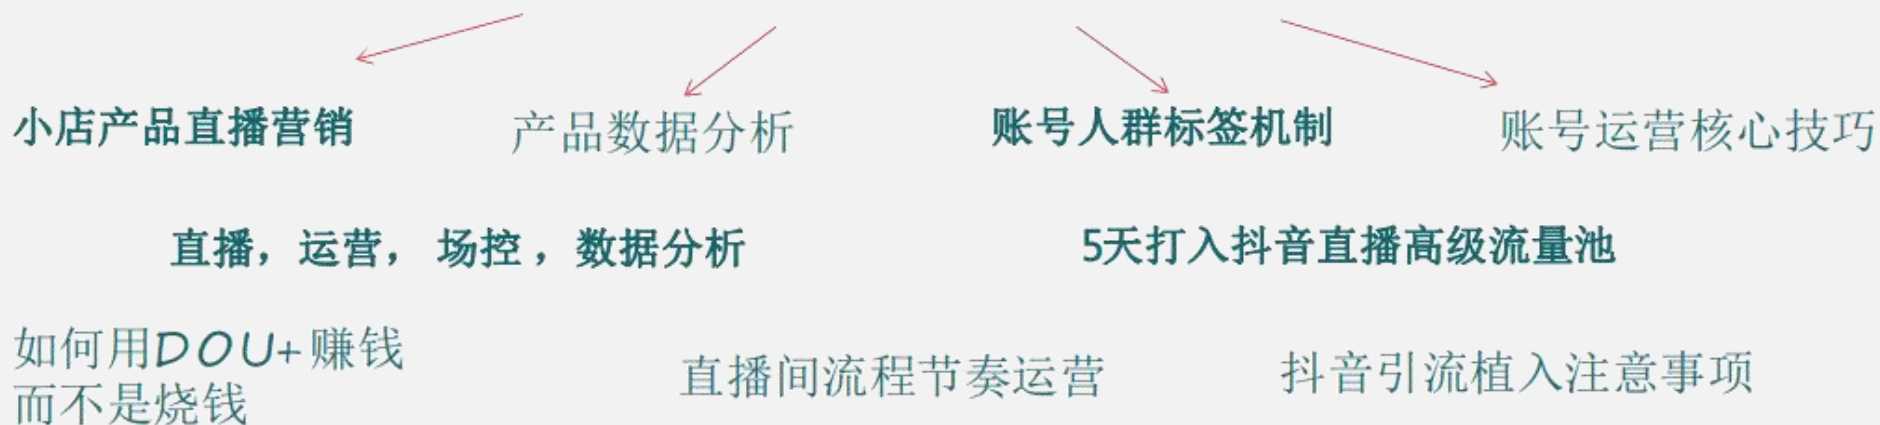 小店产品直播营销
产品数据分析
账号人群标签机制
账号运营核心技巧
直播，运营， 场控，数据分析
5天打入抖音直播高级流量池
如何用DOU+赚钱
而不是烧钱
直播间流程节奏运营
抖音引流植入注意事项